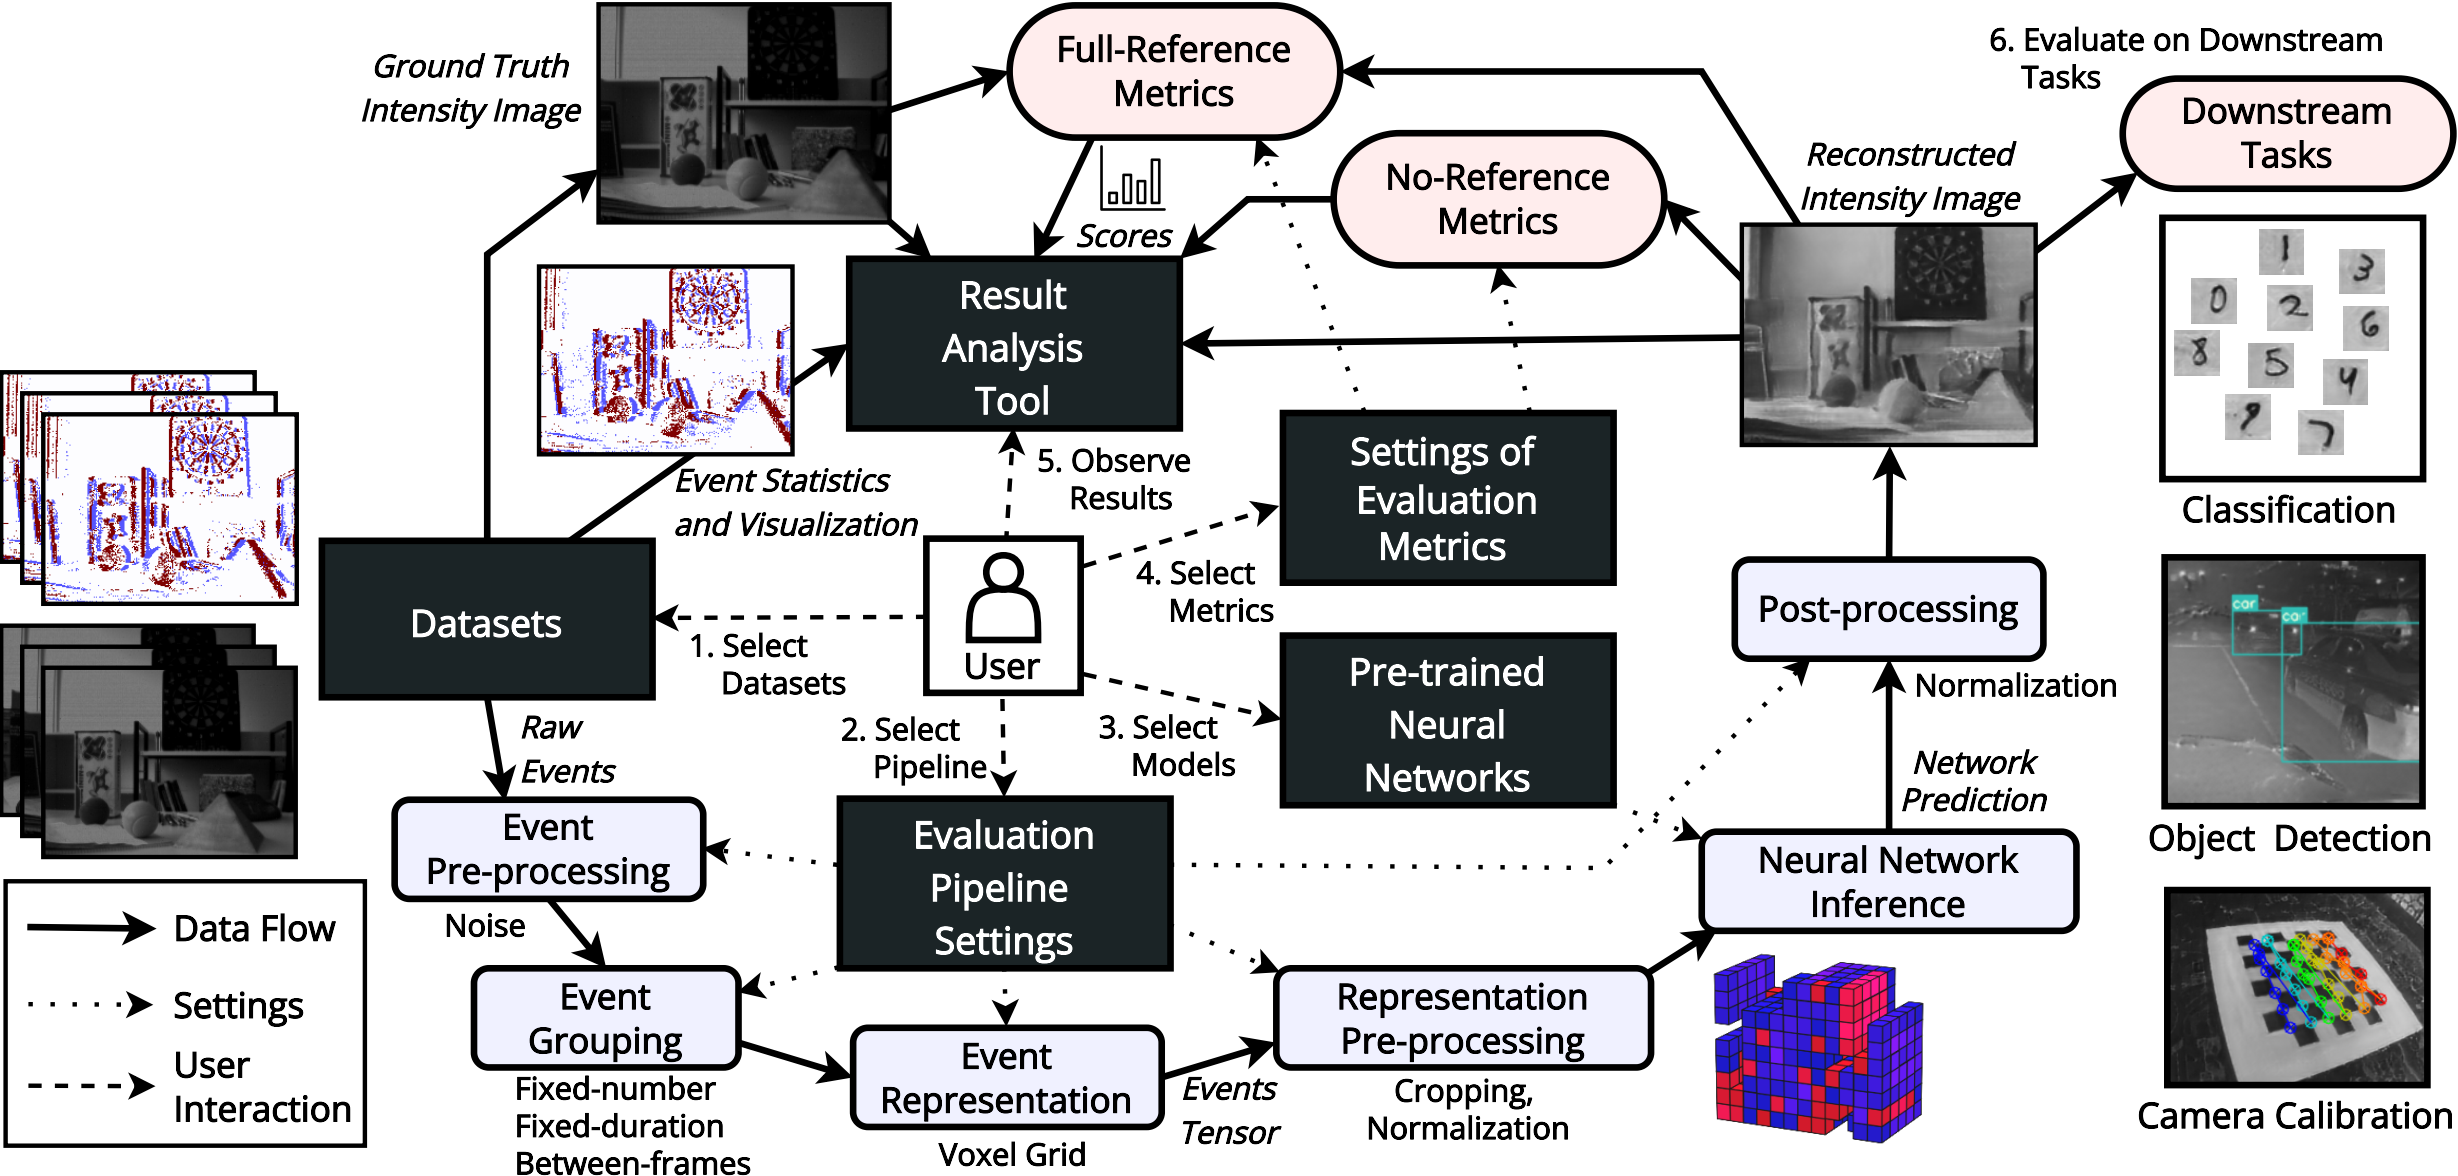 Ground Truth
Intensity Image
Full-Reference
Metrics
6. Evaluate on Downstream
Tasks
Downstream
Tasks
No-Reference
Metrics
Reconstructed
Intensity Image
Scores
Result
Analysis
Tool
1
3
0
2
6
8
5
4
9
7
Classification
Event Statistics
and Visualization
5. Observe
Results
Settings of
Evaluation
Metrics
4. Select
Metrics
Datasets
1. Select
Datasets
User
Pre-trained
Neural
Networks
Post-processing
Normalization
car
car
Object Detection
Raw
Events
2. Select
Pipeline
3. Select
Models
Network
Prediction
Event
Pre-processing
Noise
Evaluation
Pipeline
Settings
Neural Network
Inference
Data Flow
Settings
User
Interaction
Event
Grouping
Fixed-number
Fixed-duration
Between-frames
Event
Representation
Voxel Grid
Events
Tensor
Representation
Pre-processing
Cropping,
Normalization
Camera Calibration